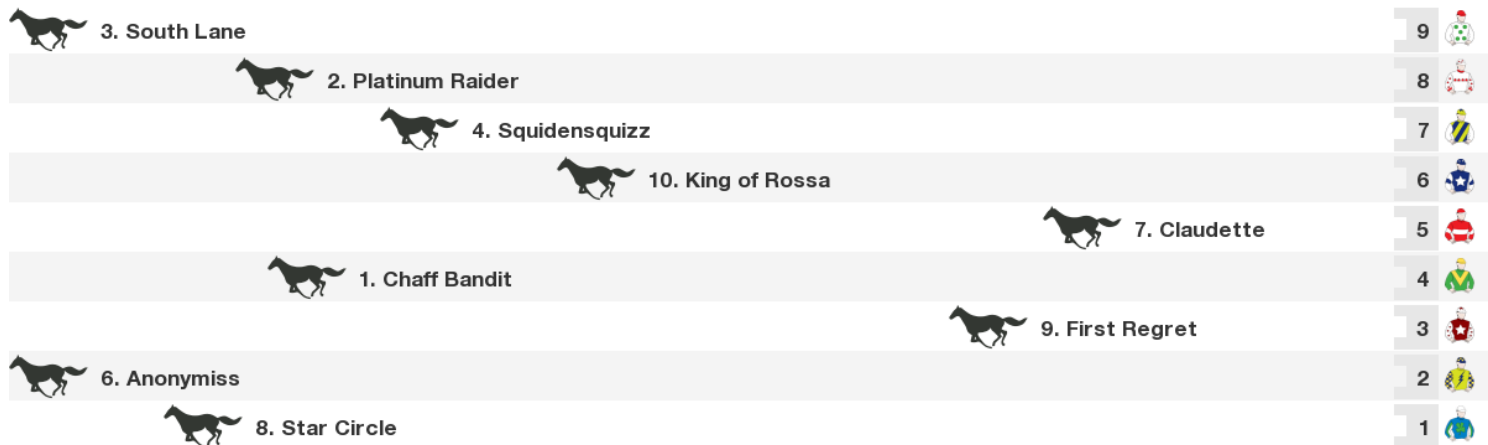 3. South Lane 9
2. Platinum Raider 8
4. Squidensquizz 7
10. King of Rossa 6
7. Claudette 5
1. Chaff Bandit 4
9. First Regret 3
6. Anonymiss 2
8. Star Circle 1